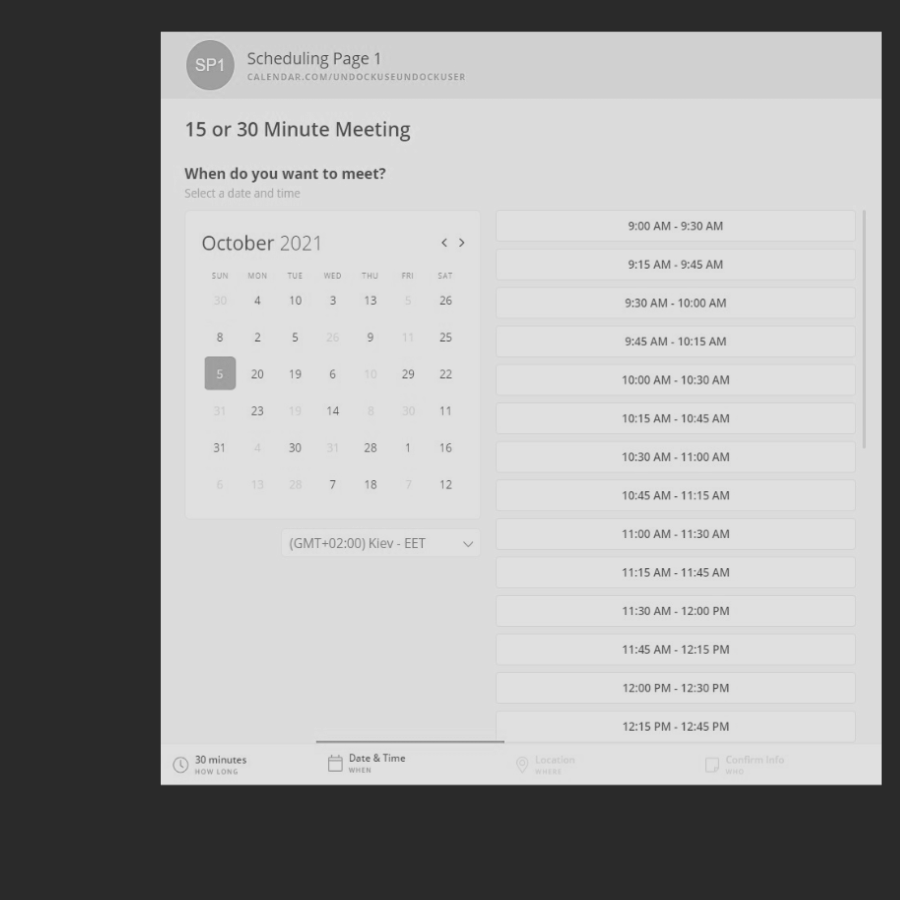 SP1
Scheduling Page 1
CALENDAR.COM/UNDOCKUSEUNDOCKUSER
15 or 30 Minute Meeting
When do you want to meet?
Select a date and time
October 2021
SUN MON TUE WED THU FRI SAT
30 4 10 3 13 5 26
8 2 5 26 9 11 25
5 20 19 6 10 29 22
31 23 19 14 8 30 11
31 4 30 31 28 1 16
6 13 28 7 18 7 12
(GMT+02:00) Kiev - EET
9:00 AM - 9:30 AM
9:15 AM - 9:45 AM
9:30 AM - 10:00 AM
9:45 AM - 10:15 AM
10:00 AM - 10:30 AM
10:15 AM - 10:45 AM
10:30 AM - 11:00 AM
10:45 AM - 11:15 AM
11:00 AM - 11:30 AM
11:15 AM - 11:45 AM
11:30 AM - 12:00 PM
11:45 AM - 12:15 PM
12:00 PM - 12:30 PM
12:15 PM - 12:45 PM
30 minutes
HOW LONG
Date & Time
WHEN
Location
WHERE
Confirm Info
WHO